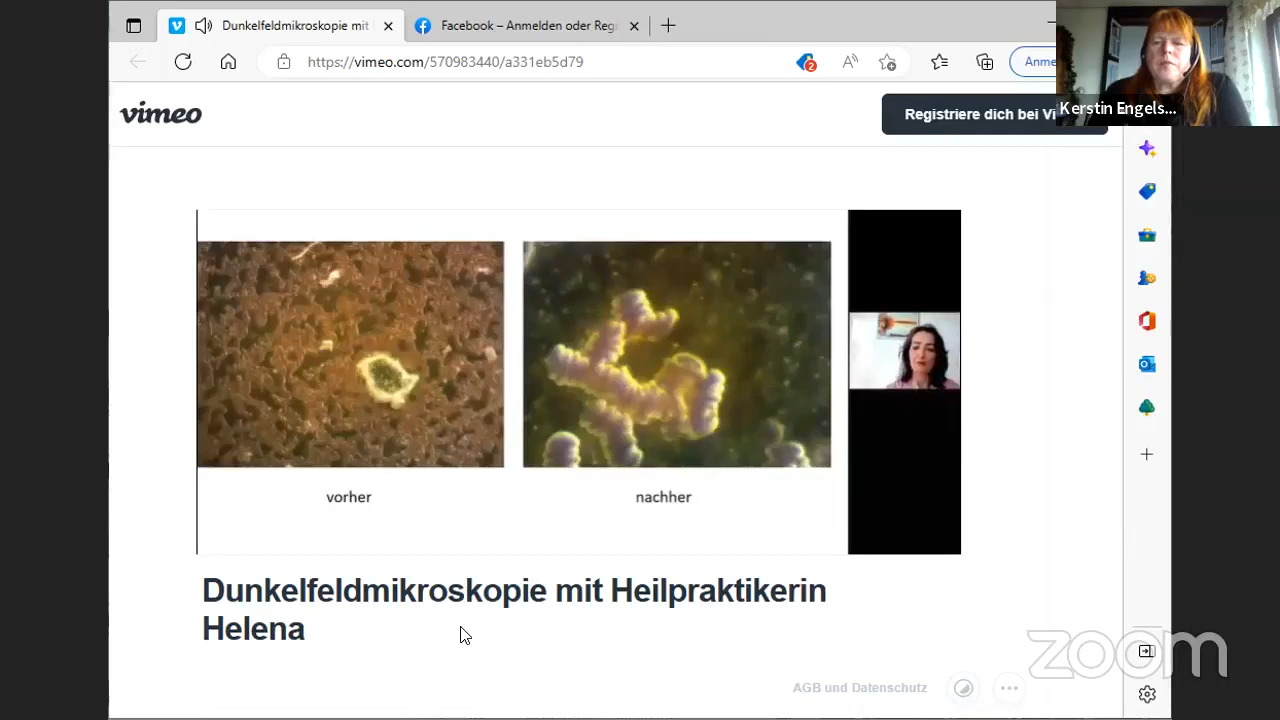 Dunkelfeldmikroskopie mit
Facebook – Anmelden oder Reg
https://vimeo.com/570983440/a331eb5d79
2
Anme
vimeo
Registriere dich bei Vi
Kerstin Engels...
vorher
nachher
Dunkelfeldmikroskopie mit Heilpraktikerin
Helena
AGB und Datenschutz
zoom